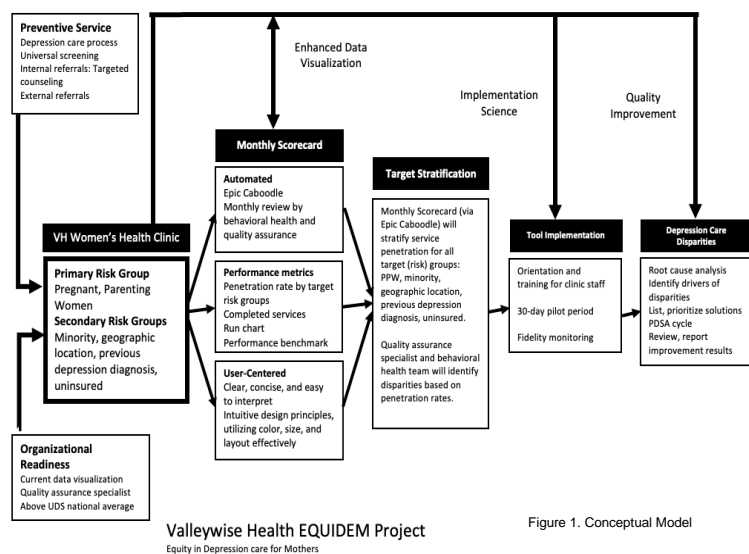 Preventive Service
Depression care process
Universal screening
Internal referrals: Targeted
counseling
External referrals
Enhanced Data
Visualization
Implementation
Science
Quality
Improvement
VH Women's Health Clinic
Primary Risk Group
Pregnant, Parenting
Women
Secondary Risk Groups
Minority, geographic
location, previous
depression diagnosis,
uninsured
Organizational
Readiness
Current data visualization
Quality assurance specialist
Above UDS national average
Monthly Scorecard
Automated
Epic Caboodle
Monthly review by
behavioral health and
quality assurance
Performance metrics
Penetration rate by target
risk groups
Completed services
Run chart
Performance benchmark
User-Centered
Clear, concise, and easy
to interpret
Intuitive design principles,
utilizing color, size, and
layout effectively
Target Stratification
Monthly Scorecard (via
Epic Caboodle) will
stratify service
penetration for all
target (risk) groups:
PPW, minority,
geographic location,
previous depression
diagnosis, uninsured.
Quality assurance
specialist and behavioral
health team will identify
disparities based on
penetration rates.
Tool Implementation
Orientation and
training for clinic staff
30-day pilot period
Fidelity monitoring
Depression Care
Disparities
Root cause analysis
Identify drivers of
disparities
List, prioritize solutions
PDSA cycle
Review, report
improvement results
Valleywise Health EQUIDEM Project
Equity in Depression care for Mothers
Figure 1. Conceptual Model